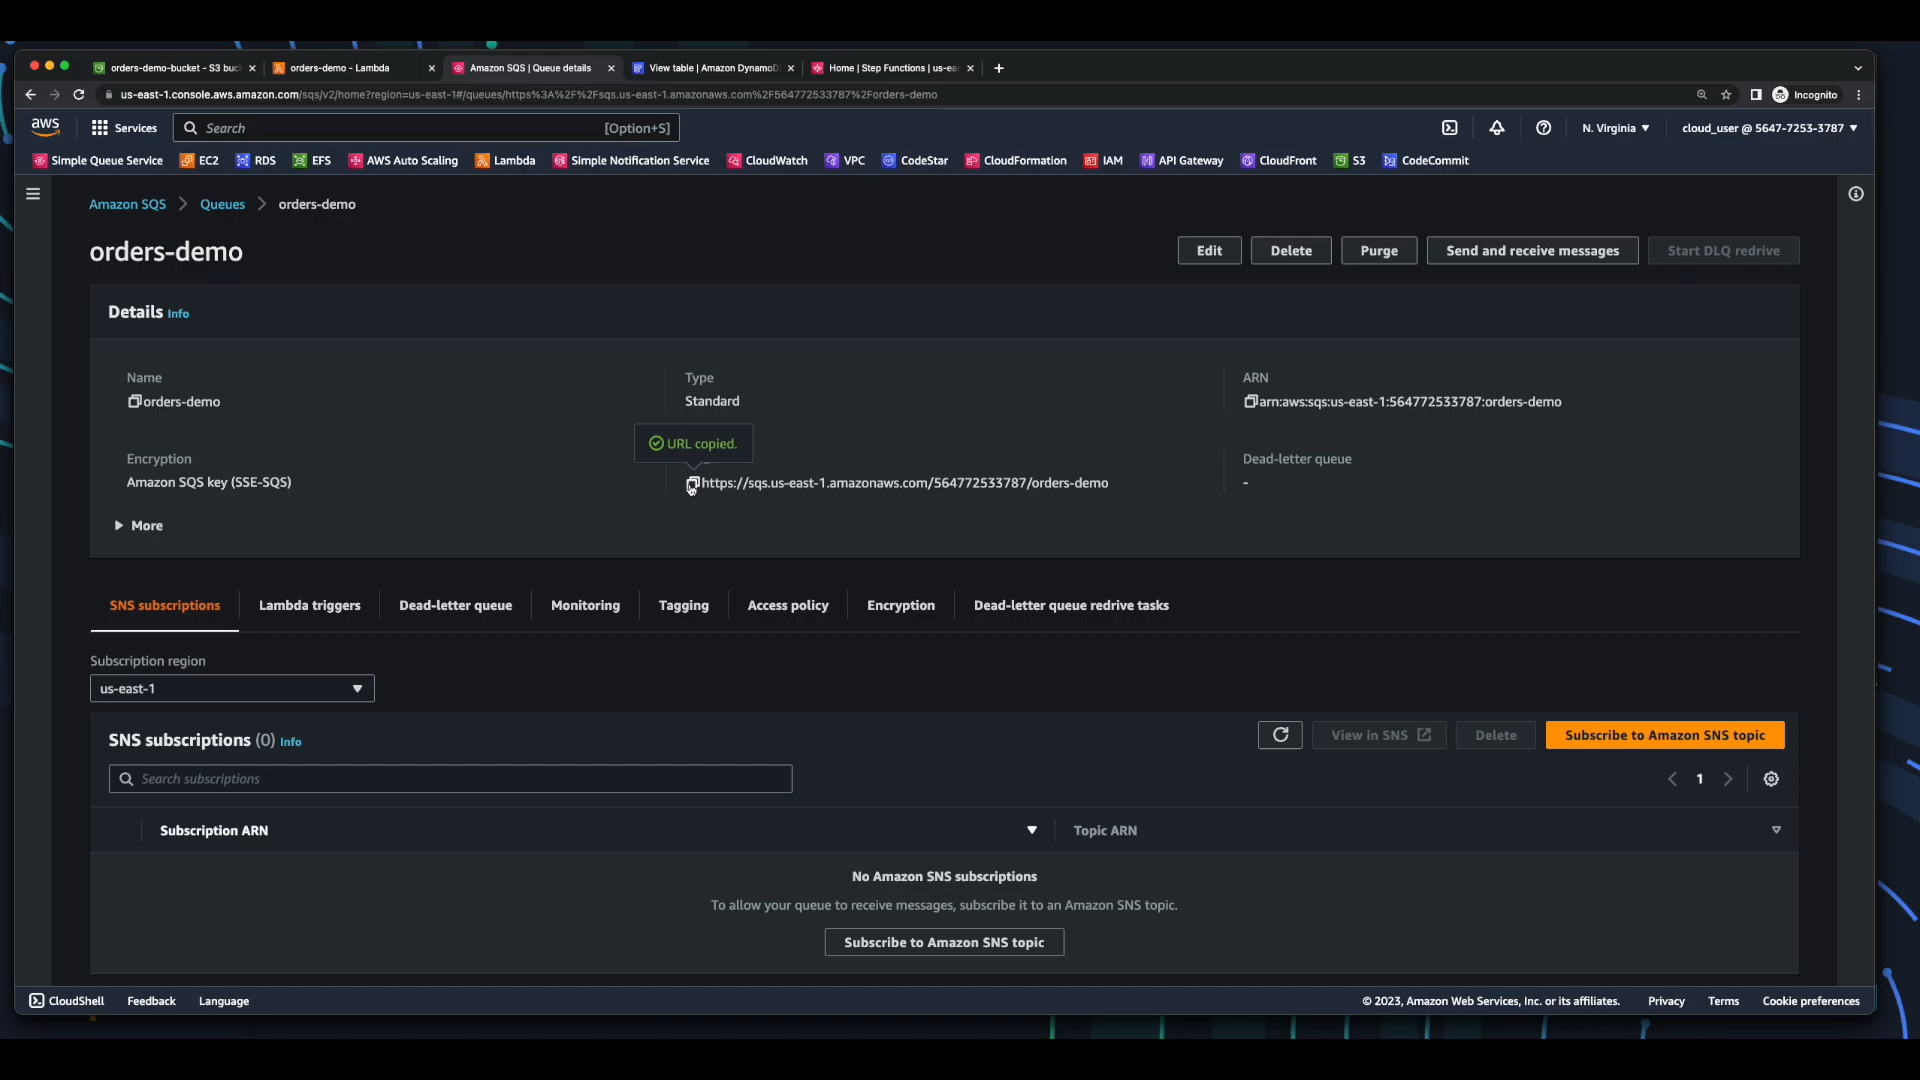 orders-demo-bucket - S3 buc
orders-demo - Lambda
Amazon SQS | Queue details
View table | Amazon DynamoD
Home | Step Functions | us-ea
us-east-1.console.aws.amazon.com/sqs/v2/home?region=us-east-1#/queues/https%3A%2F%2Fsqs.us-east-1.amazonaws.com%2F564772533787%2Forders-demo
Incognito
aws
Services
Search
[Option+S]
N. Virginia
cloud_user @ 5647-7253-3787
Simple Queue Service
EC2
RDS
EFS
AWS Auto Scaling
Lambda
Simple Notification Service
CloudWatch
VPC
CodeStar
CloudFormation
IAM
API Gateway
CloudFront
S3
CodeCommit
Amazon SQS > Queues > orders-demo
orders-demo
Edit
Delete
Purge
Send and receive messages
Start DLQ redrive
Details Info
Name
orders-demo
Type
Standard
ARN
arn:aws:sqs:us-east-1:564772533787:orders-demo
URL copied.
Encryption
Amazon SQS key (SSE-SQS)
https://sqs.us-east-1.amazonaws.com/564772533787/orders-demo
Dead-letter queue
-
More
SNS subscriptions
Lambda triggers
Dead-letter queue
Monitoring
Tagging
Access policy
Encryption
Dead-letter queue redrive tasks
Subscription region
us-east-1
SNS subscriptions (0) Info
View in SNS
Delete
Subscribe to Amazon SNS topic
Search subscriptions
1
Subscription ARN
Topic ARN
No Amazon SNS subscriptions
To allow your queue to receive messages, subscribe it to an Amazon SNS topic.
Subscribe to Amazon SNS topic
CloudShell
Feedback
Language
© 2023, Amazon Web Services, Inc. or its affiliates.
Privacy
Terms
Cookie preferences